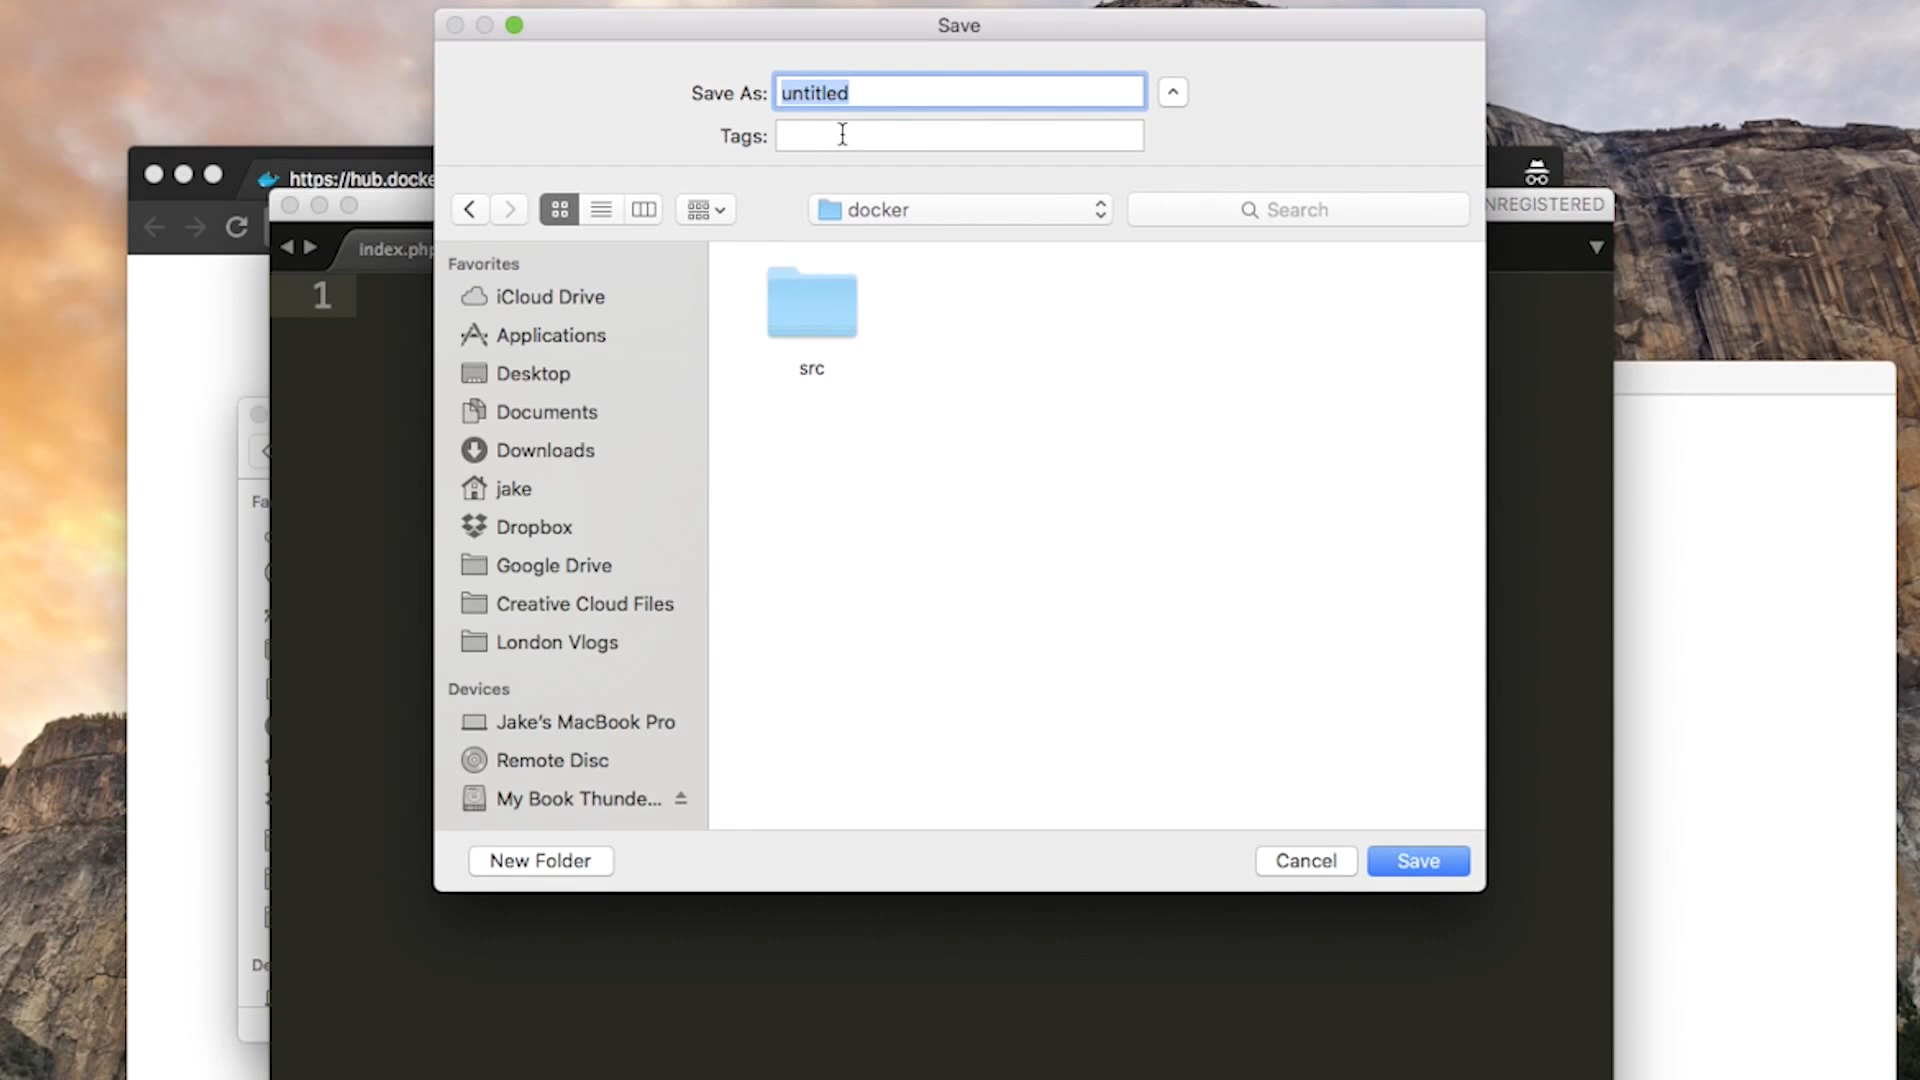 Save
Save As: untitled
Tags:
https://hub.docke
NREGISTERED
docker
Search
index.php
1
Favorites
iCloud Drive
Applications
Desktop
Documents
Downloads
jake
Dropbox
Google Drive
Creative Cloud Files
London Vlogs
Devices
Jake's MacBook Pro
Remote Disc
My Book Thunde...
src
Fa
De
New Folder
Cancel
Save